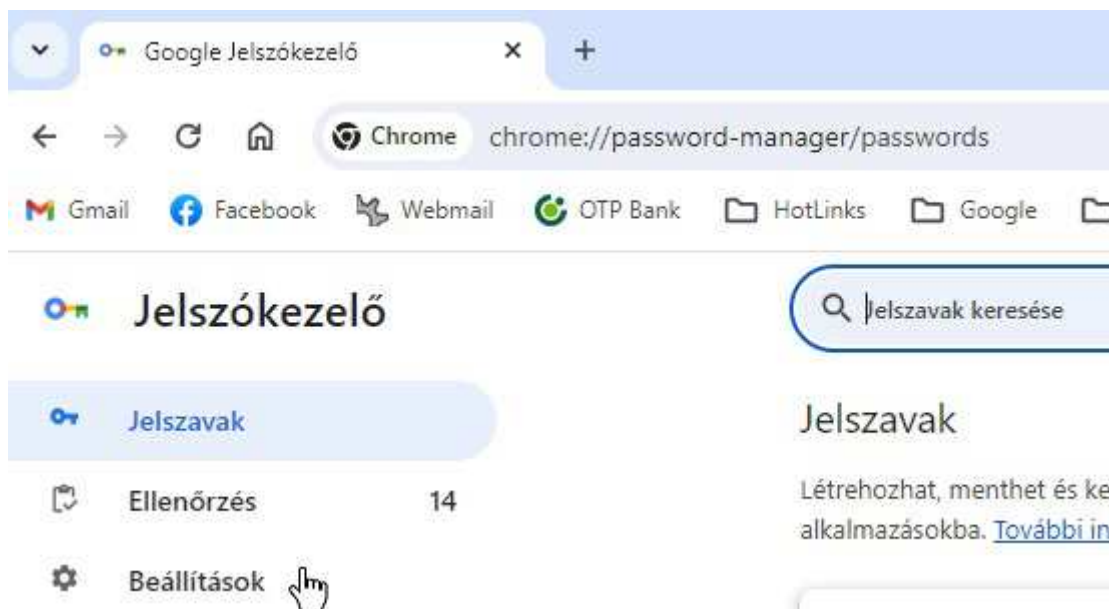 Google Jelszókezelő
Chrome chrome://password-manager/passwords
Gmail Facebook Webmail OTP Bank HotLinks Google
Jelszókezelő
Jelszavak keresése
Jelszavak
Ellenőrzés 14
Beállítások
Jelszavak
Létrehozhat, menthet és ke
alkalmazásokba. További in